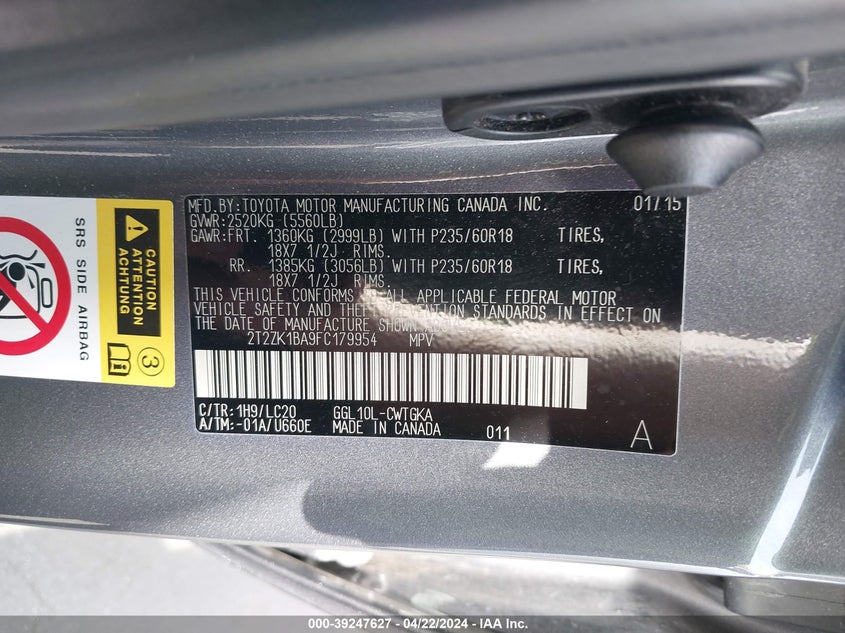 MFD.BY:TOYOTA MOTOR MANUFACTURING CANADA INC. 01/15
GVWR:2520KG (5560LB)
GAWR:FRT. 1360KG (2999LB) WITH P235/60R18 TIRES,
18X7 1/2J RIMS.
RR. 1385KG (3056LB) WITH P235/60R18 TIRES,
18X7 1/2J RIMS.
THIS VEHICLE CONFORMS TO ALL APPLICABLE FEDERAL MOTOR
VEHICLE SAFETY AND THEFT PREVENTION STANDARDS IN EFFECT ON
THE DATE OF MANUFACTURE SHOWN
2T2ZK1BA9FC179954 MPV
C/TR: 1H9/LC20 GGL10L-CWTGKA
A/TM: -01A/U660E MADE IN CANADA 011 A
SRS SIDE AIRBAG
CAUTION
ATTENTION
ACHTUNG
3
000-39247627 - 04/22/2024 - IAA Inc.